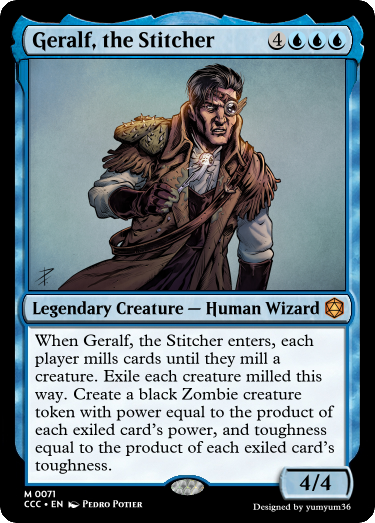 Geralf, the Stitcher 4
Legendary Creature — Human Wizard
When Geralf, the Stitcher enters, each
player mills cards until they mill a
creature. Exile each creature milled this
way. Create a black Zombie creature
token with power equal to the product of
each exiled card's power, and toughness
equal to the product of each exiled card's
toughness.
4/4
M 0071
CCC • EN Pedro Potier
Designed by yumyum36